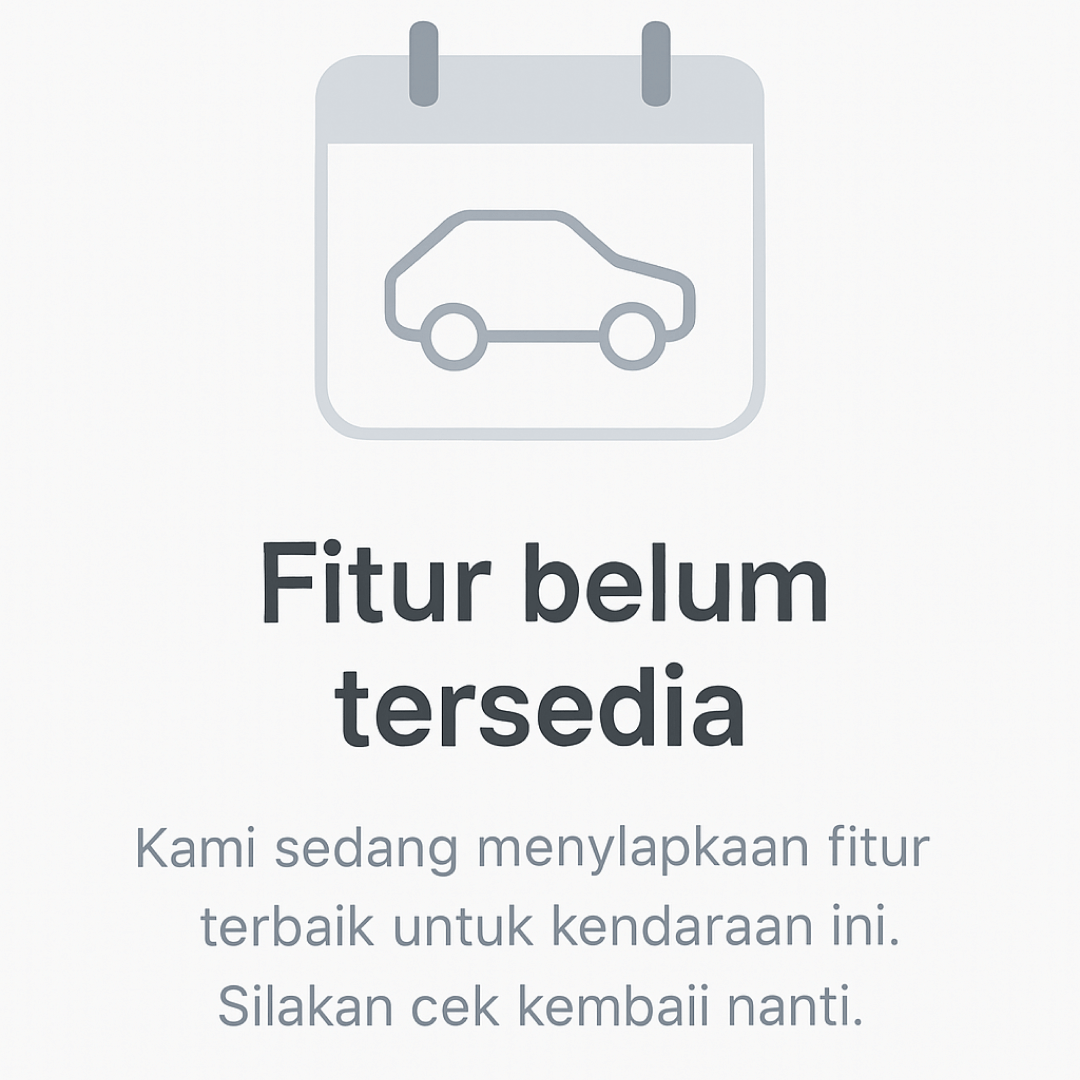 Fitur belum
tersedia
Kami sedang menylapkaan fitur
terbaik untuk kendaraan ini.
Silakan cek kembaii nanti.